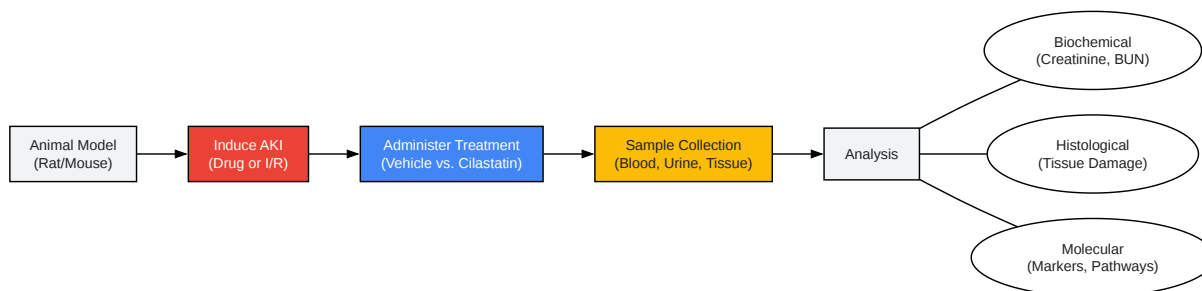 Animal Model
(Rat/Mouse)
Induce AKI
(Drug or I/R)
Administer Treatment
(Vehicle vs. Cilastatin)
Sample Collection
(Blood, Urine, Tissue)
Analysis
Biochemical
(Creatinine, BUN)
Histological
(Tissue Damage)
Molecular
(Markers, Pathways)